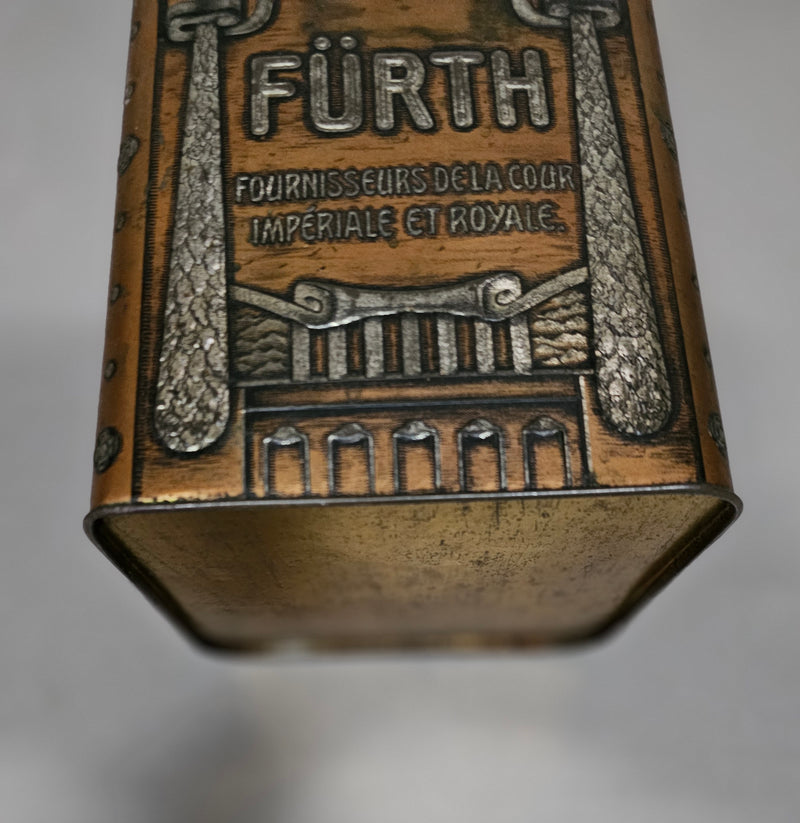 FÜRTH
FOURNISSEURS DE LA COUR
IMPÉRIALE ET ROYALE.